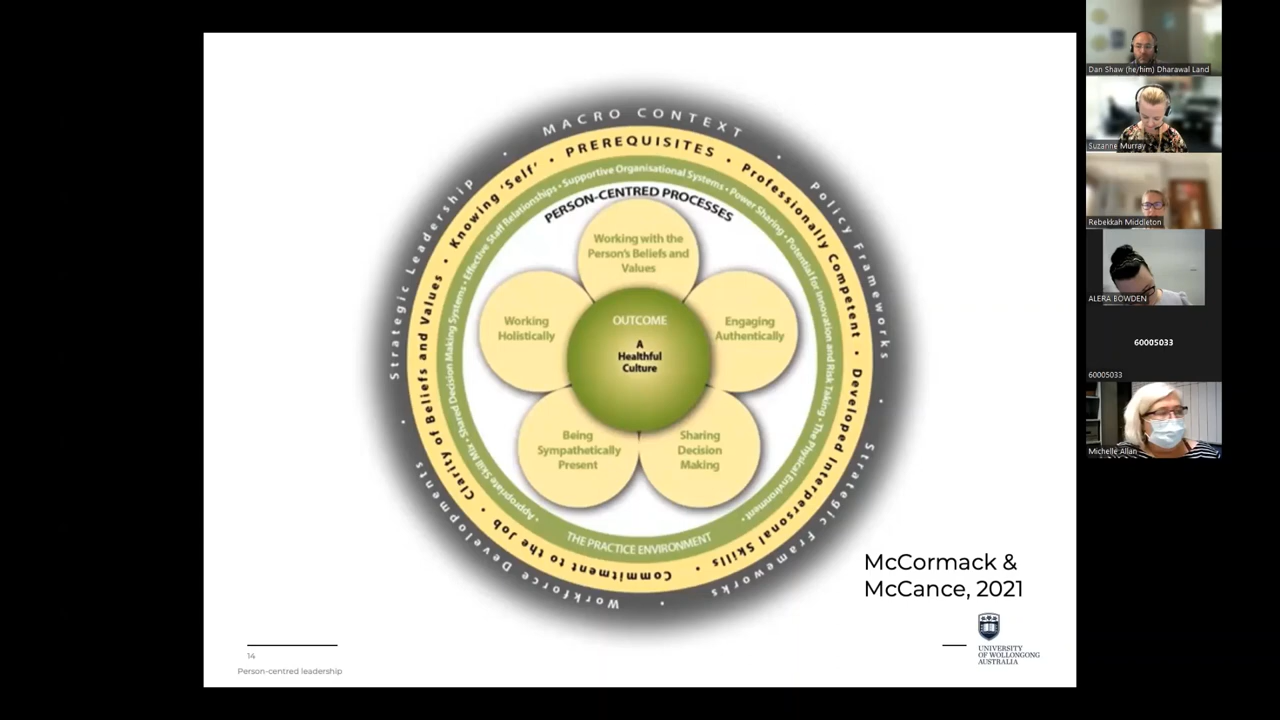 MACRO CONTEXT
• Policy Frameworks • Strategic Frameworks • Workforce Developments • Strategic Leadership •
PREREQUISITES
• Professionally Competent • Developed Interpersonal Skills • Commitment to the Job • Clarity of Beliefs and Values • Knowing 'Self' •
THE PRACTICE ENVIRONMENT
• Appropriate Skill Mix • Shared Decision Making Systems • Effective Staff Relationships • Supportive Organisational Systems • Power Sharing • Potential for Innovation and Risk Taking • The Physical Environment •
PERSON-CENTRED PROCESSES
Working with the
Person's Beliefs and
Values
Working
Holistically
Engaging
Authentically
OUTCOME
A
Healthful
Culture
Being
Sympathetically
Present
Sharing
Decision
Making
McCormack &
McCance, 2021
14
Person-centred leadership
UNIVERSITY
OF WOLLONGONG
AUSTRALIA
Dan Shaw (he/him) Dharawal Land
Suzanne Murray
Rebekkah Middleton
ALERA BOWDEN
60005033
60005033
Michelle Allan